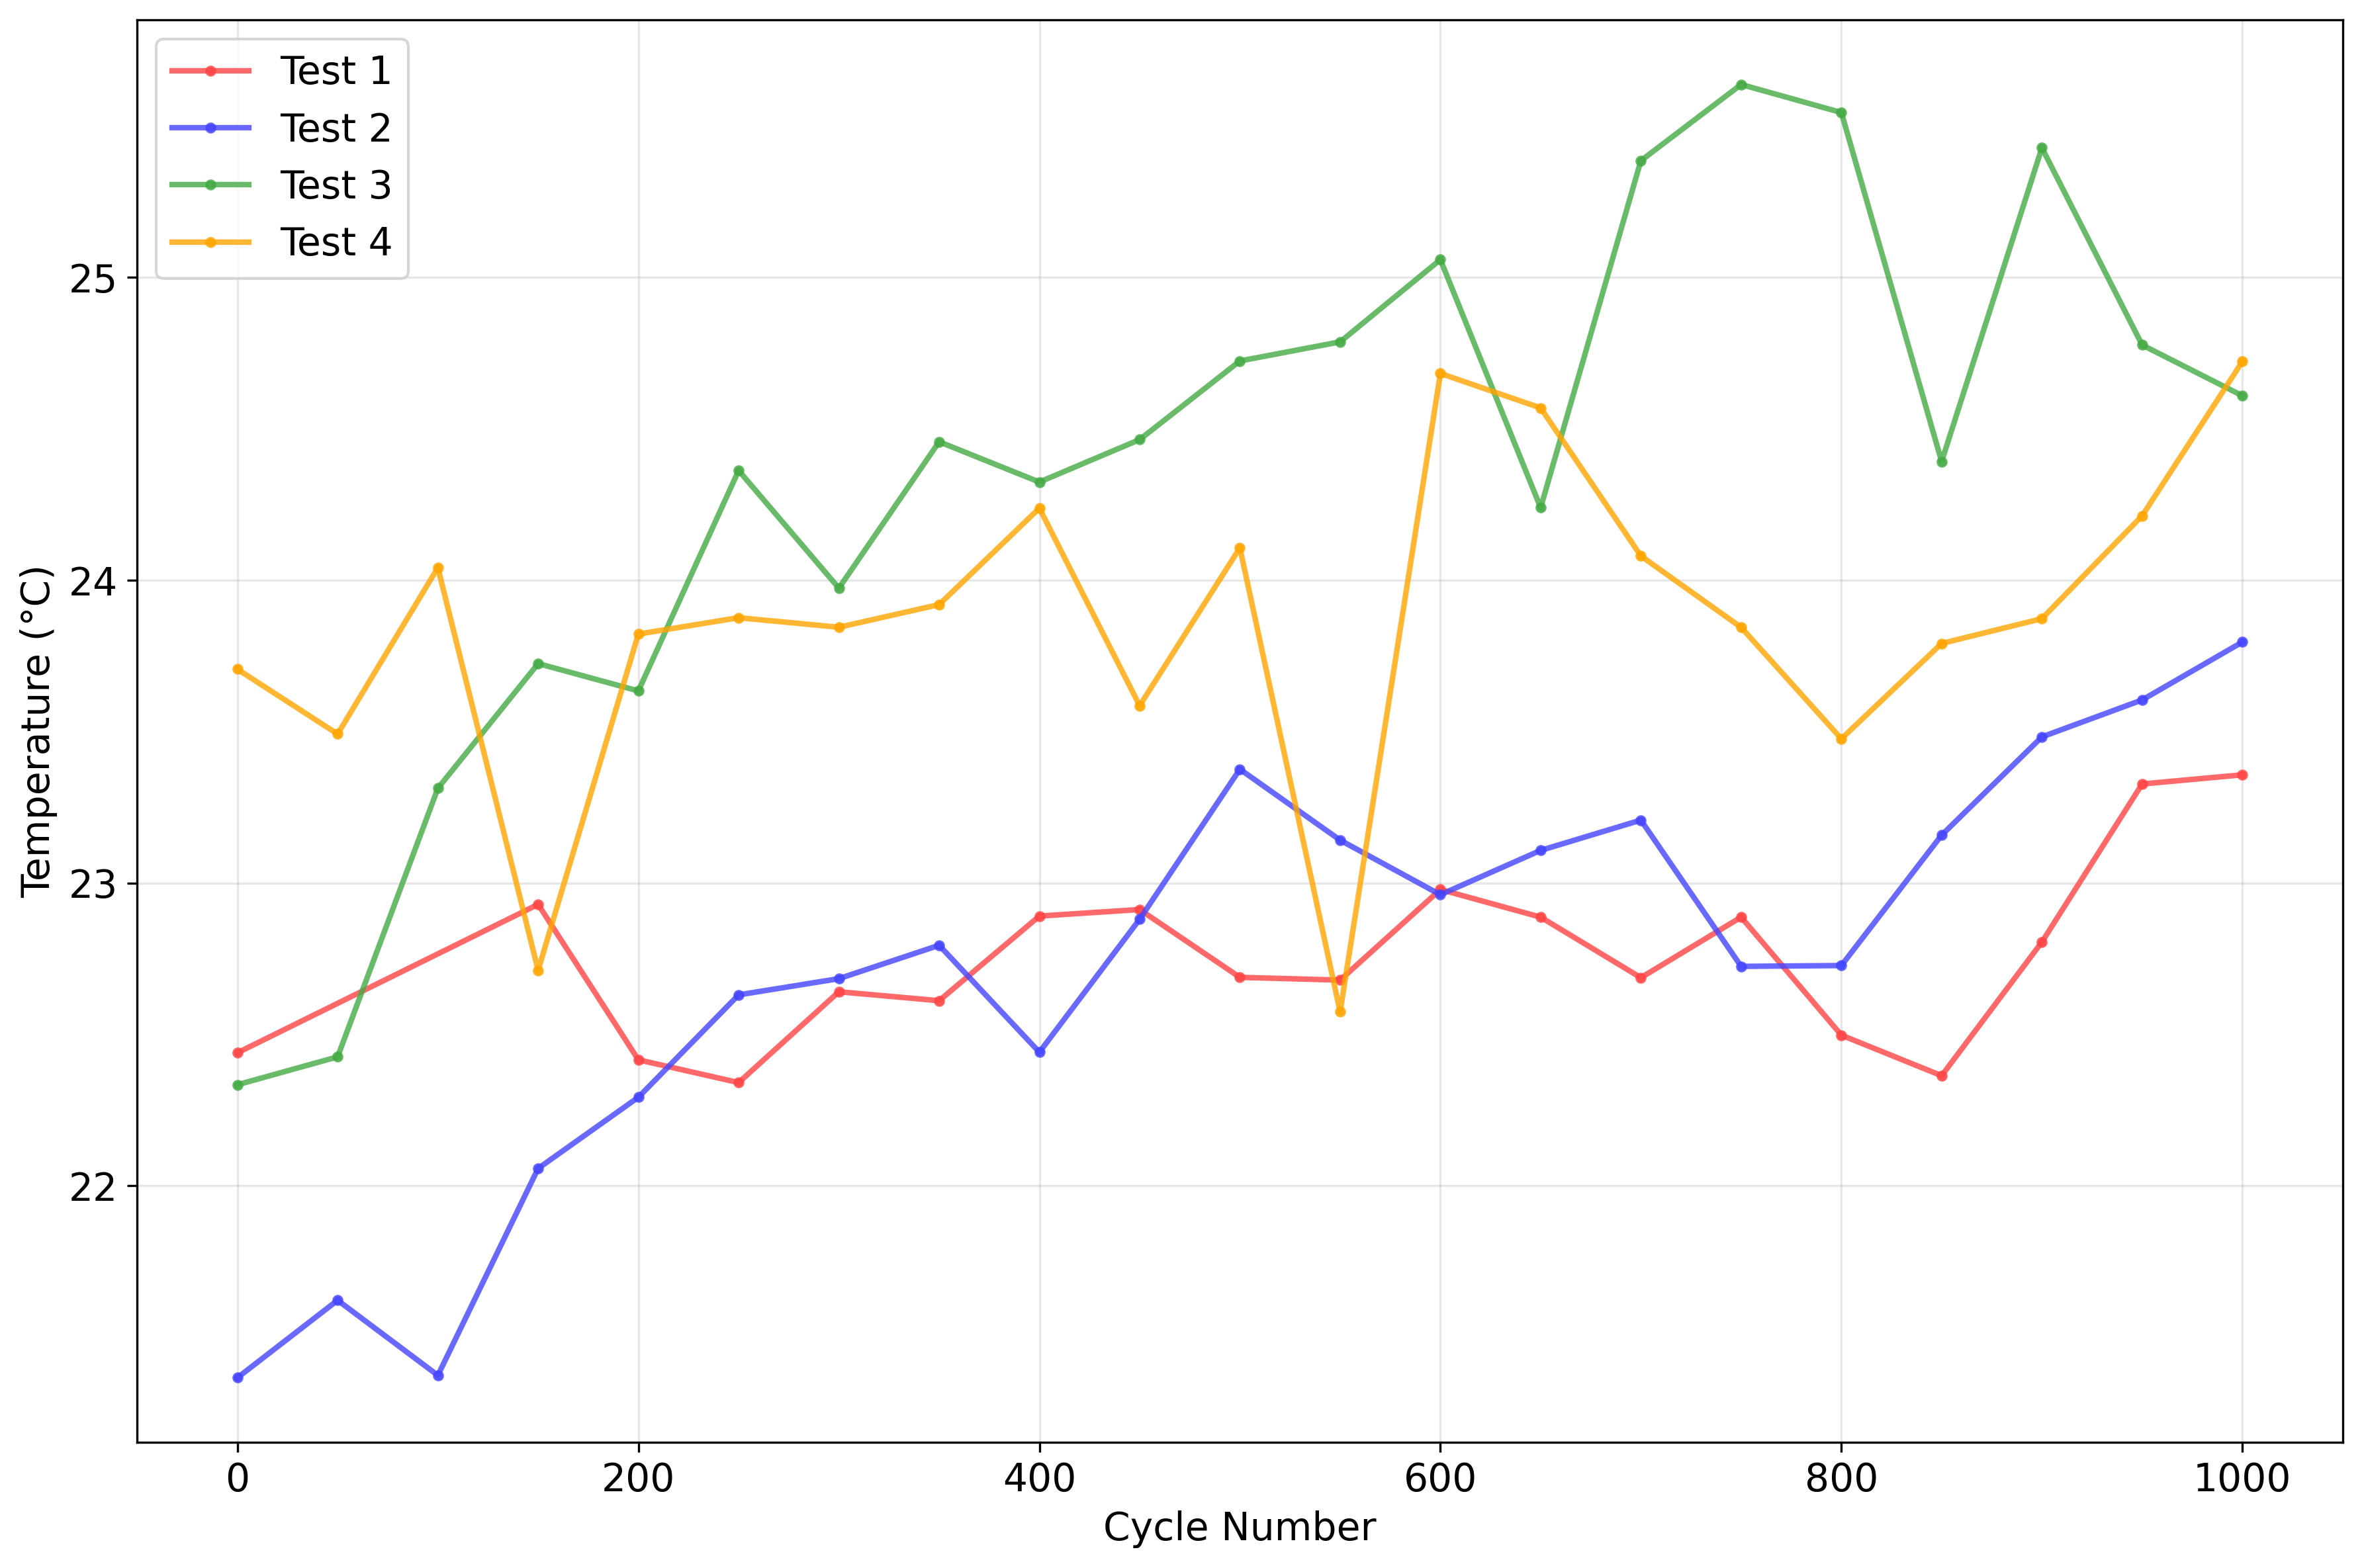 Test 1
Test 2
Test 3
Test 4
25
24
23
22
Temperature (°C)
0 200 400 600 800 1000
Cycle Number